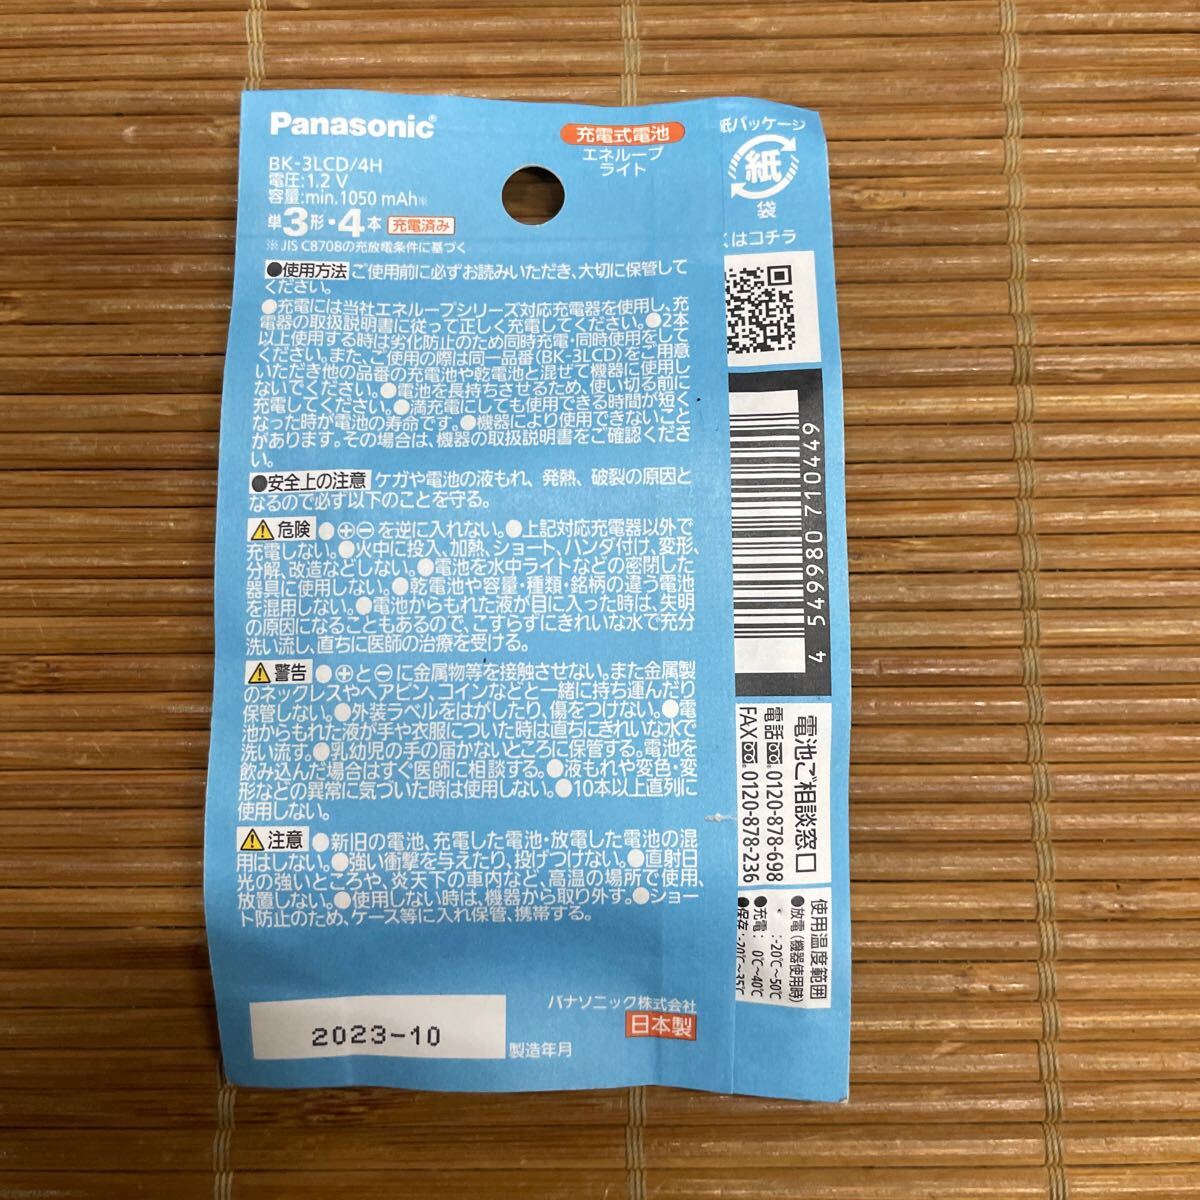 Panasonic
BK-3LCD/4H
電圧:1.2 V
容量:min.1050 mAh※
単3形・4本 充電済み
※JIS C8708の充放電条件に基づく
充電式電池
エネループ
ライト
●使用方法 ご使用前に必ずお読みいただき、大切に保管して
ください。
●充電には当社エネループシリーズ対応充電器を使用し、充
電器の取扱説明書に従って正しく充電してください。●2本
以上使用する時は劣化防止のため同時充電・同時使用をして
ください。また、ご使用の際は同一品番(BK-3LCD)をご用意
いただき他の品番の充電池や乾電池と混ぜて機器に使用し
ないでください。●電池を長持ちさせるため、使い切る前に
充電してください。●満充電にしても使用できる時間が短く
なった時が電池の寿命です。●機器により使用できないこと
があります。その場合は、機器の取扱説明書をご確認くださ
い。
●安全上の注意 ケガや電池の液もれ、発熱、破裂の原因と
なるので必ず以下のことを守る。
危険 ●⊕⊖を逆に入れない。●上記対応充電器以外で
充電しない。●火中に投入、加熱、ショート、ハンダ付け、変形、
分解、改造などしない。●電池を水中ライトなどの密閉した
器具に使用しない。●乾電池や容量・種類・銘柄の違う電池
を混用しない。●電池からもれた液が目に入った時は、失明
の原因になることもあるので、こすらずにきれいな水で充分
洗い流し、直ちに医師の治療を受ける。
警告 ●⊕と⊖に金属物等を接触させない。また金属製
のネックレスやヘアピン、コインなどと一緒に持ち運んだり
保管しない。●外装ラベルをはがしたり、傷をつけない。●電
池からもれた液が手や衣服についた時は直ちにきれいな水で
洗い流す。●乳幼児の手の届かないところに保管する。電池を
飲み込んだ場合はすぐ医師に相談する。●液もれや変色・変
形などの異常に気づいた時は使用しない。●10本以上直列に
使用しない。
注意 ●新旧の電池、充電した電池・放電した電池の混
用はしない。●強い衝撃を与えたり、投げつけない。●直射日
光の強いところや、炎天下の車内など、高温の場所で使用、
放置しない。●使用しない時は、機器から取り外す。●ショー
ト防止のため、ケース等に入れ保管、携帯する。
2023-10
製造年月
パナソニック株式会社
日本製
紙パッケージ
紙
袋
くはコチラ
4 549980 710449
電池ご相談窓口
電話 0120-878-698
FAX 0120-878-236
使用温度範囲
●放電(機器使用時)
:-20℃~50℃
●充電: 0℃~40℃
●保存:-20℃~35℃